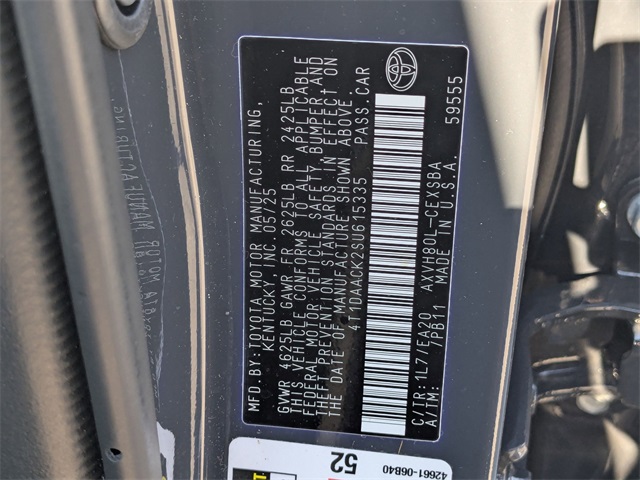 MFD.BY:TOYOTA MOTOR MANUFACTURING,
KENTUCKY, INC. 05/25
GVWR 4625LB GAWR FR 2625LB RR 2425LB
THIS VEHICLE CONFORMS TO ALL APPLICABLE
FEDERAL MOTOR VEHICLE SAFETY, BUMPER, AND
THEFT PREVENTION STANDARDS IN EFFECT ON
THE DATE OF MANUFACTURE SHOWN ABOVE.
4T1DAACK2SU615335 PASS.CAR
C/TR:1L7/EA20 AXVH80L-CEXSBA
A/TM: /PB11 MADE IN U.S.A. 59555
52
42661-06B40